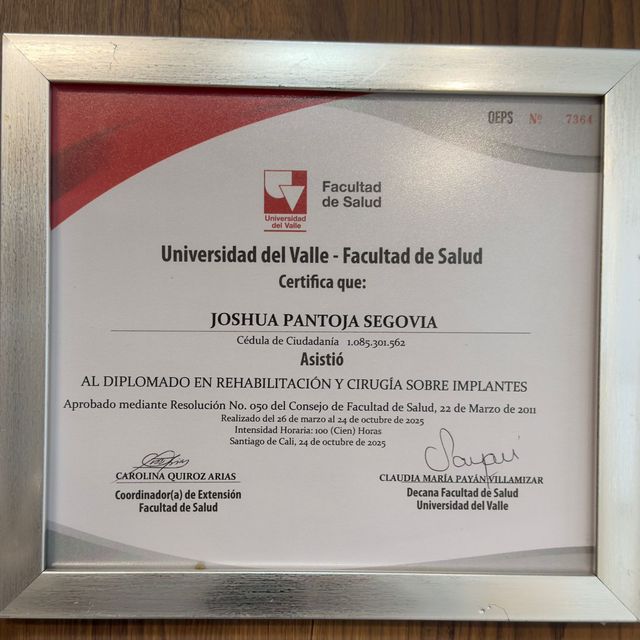 OEPS Nº 7364
Facultad
de Salud
Universidad
del Valle
Universidad del Valle - Facultad de Salud
Certifica que:
JOSHUA PANTOJA SEGOVIA
Cédula de Ciudadanía 1.085.301.562
Asistió
AL DIPLOMADO EN REHABILITACIÓN Y CIRUGÍA SOBRE IMPLANTES
Aprobado mediante Resolución No. 050 del Consejo de Facultad de Salud, 22 de Marzo de 2011
Realizado del 26 de marzo al 24 de octubre de 2025
Intensidad Horaria: 100 (Cien) Horas
Santiago de Cali, 24 de octubre de 2025
CAROLINA QUIROZ ARIAS
Coordinador(a) de Extensión
Facultad de Salud
CLAUDIA MARÍA PAYÁN VILLAMIZAR
Decana Facultad de Salud
Universidad del Valle